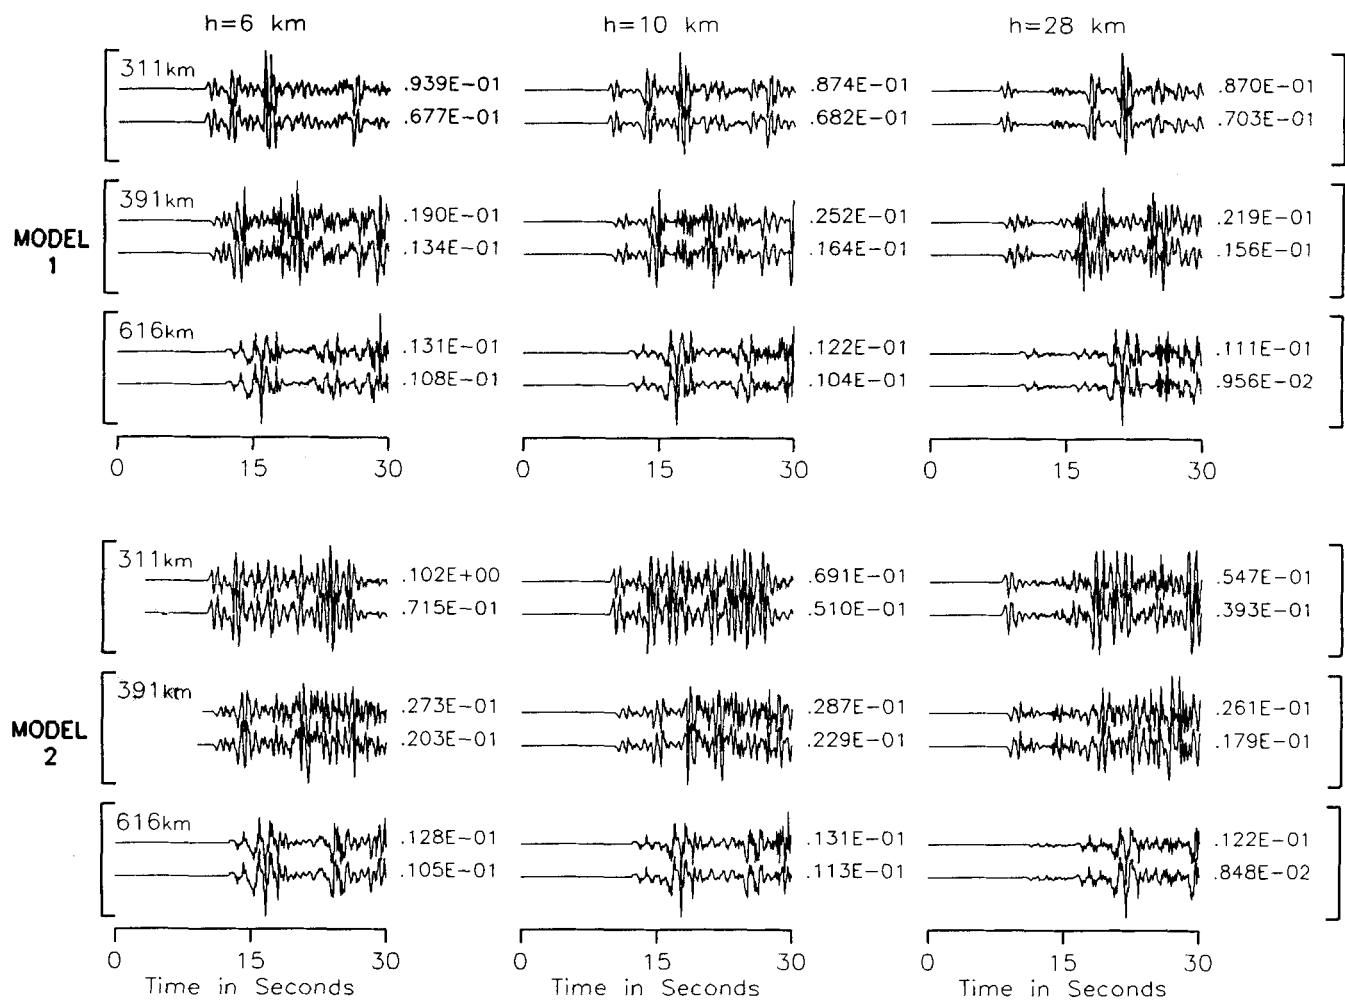 h=6 km h=10 km h=28 km
311km .939E-01 .874E-01 .870E-01
.677E-01 .682E-01 .703E-01
391km .190E-01 .252E-01 .219E-01
MODEL
1
.134E-01 .164E-01 .156E-01
616km .131E-01 .122E-01 .111E-01
.108E-01 .104E-01 .956E-02
0 15 30 0 15 30 0 15 30
311km .102E+00 .691E-01 .547E-01
.715E-01 .510E-01 .393E-01
391km .273E-01 .287E-01 .261E-01
MODEL
2
.203E-01 .229E-01 .179E-01
616km .128E-01 .131E-01 .122E-01
.105E-01 .113E-01 .848E-02
0 15 30 0 15 30 0 15 30
Time in Seconds Time in Seconds Time in Seconds